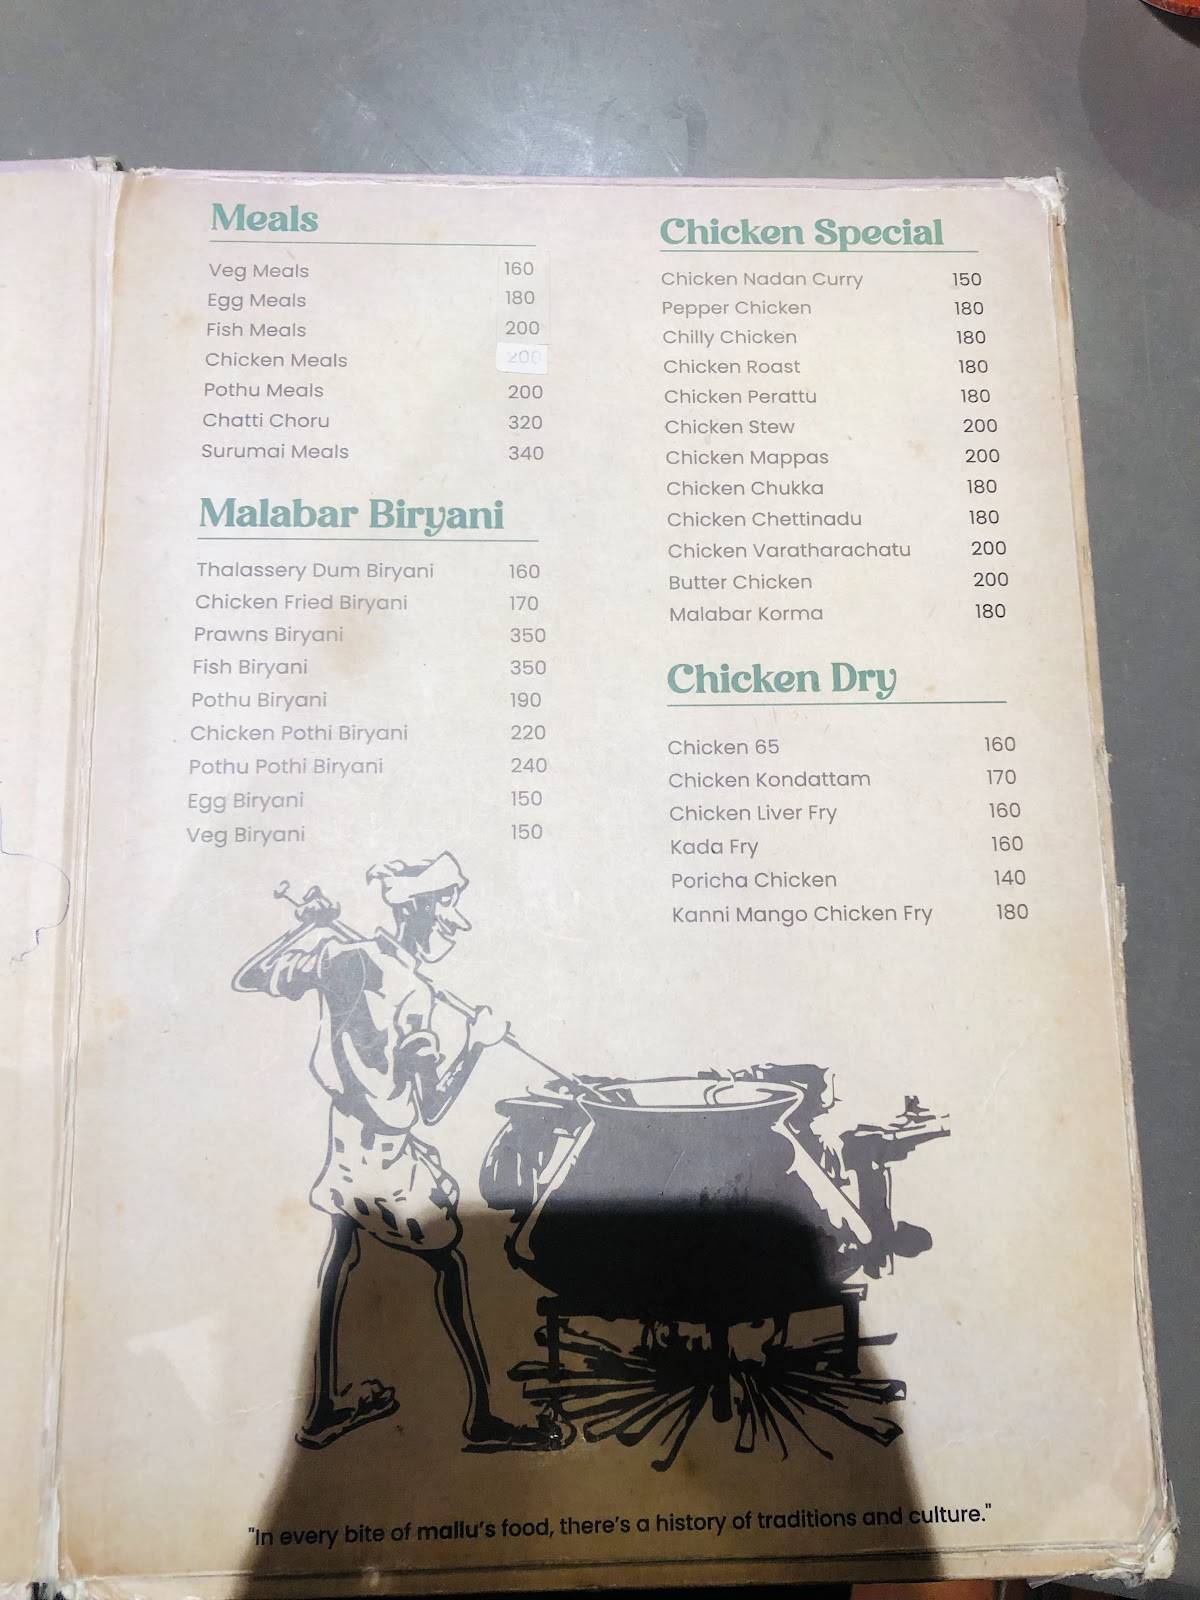 Meals
Veg Meals 160
Egg Meals 180
Fish Meals 200
Chicken Meals 200
Pothu Meals 200
Chatti Choru 320
Surumai Meals 340
Malabar Biryani
Thalassery Dum Biryani 160
Chicken Fried Biryani 170
Prawns Biryani 350
Fish Biryani 350
Pothu Biryani 190
Chicken Pothi Biryani 220
Pothu Pothi Biryani 240
Egg Biryani 150
Veg Biryani 150
Chicken Special
Chicken Nadan Curry 150
Pepper Chicken 180
Chilly Chicken 180
Chicken Roast 180
Chicken Perattu 180
Chicken Stew 200
Chicken Mappas 200
Chicken Chukka 180
Chicken Chettinadu 180
Chicken Varatharachatu 200
Butter Chicken 200
Malabar Korma 180
Chicken Dry
Chicken 65 160
Chicken Kondattam 170
Chicken Liver Fry 160
Kada Fry 160
Poricha Chicken 140
Kanni Mango Chicken Fry 180
"In every bite of mallu's food, there's a history of traditions and culture."